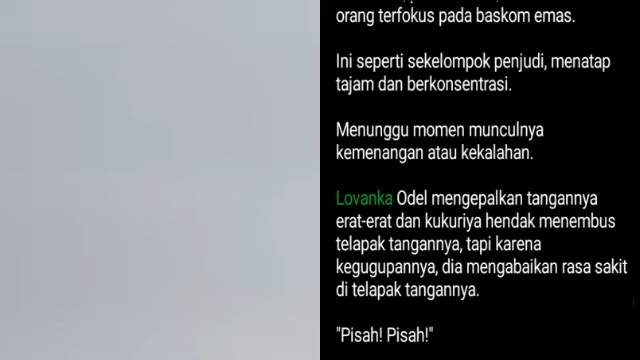 orang terfokus pada baskom emas.
Ini seperti sekelompok penjudi, menatap
tajam dan berkonsentrasi.
Menunggu momen munculnya
kemenangan atau kekalahan.
Lovanka Odel mengepalkan tangannya
erat-erat dan kukuriya hendak menembus
telapak tangannya, tapi karena
kegugupannya, dia mengabaikan rasa sakit
di telapak tangannya.
"Pisah! Pisah!"